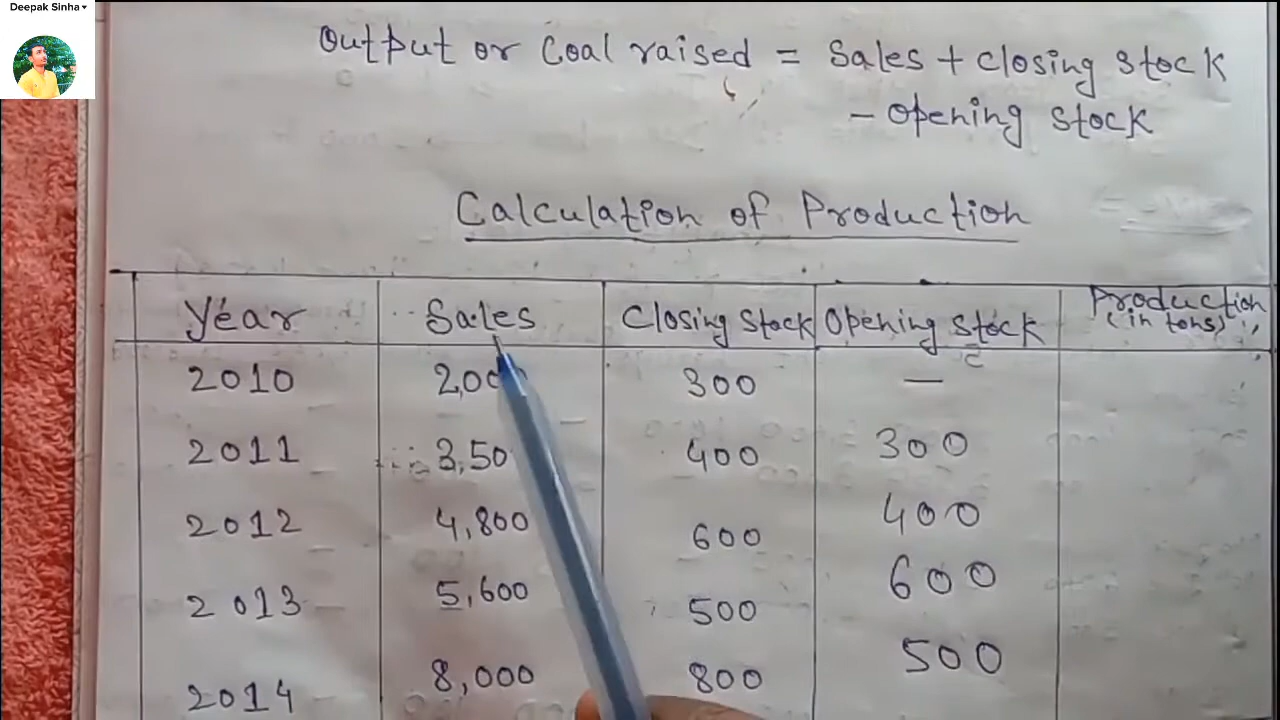 Deepak Sinha
Output or Coal raised = Sales + Closing stock
- Opening stock
Calculation of Production
Year Sales Closing Stock Opening stock Production (in tons)
2010 300 —
2011 400 300
2012 4,800 600 400
2013 5,600 500 600
2014 8,000 800 500